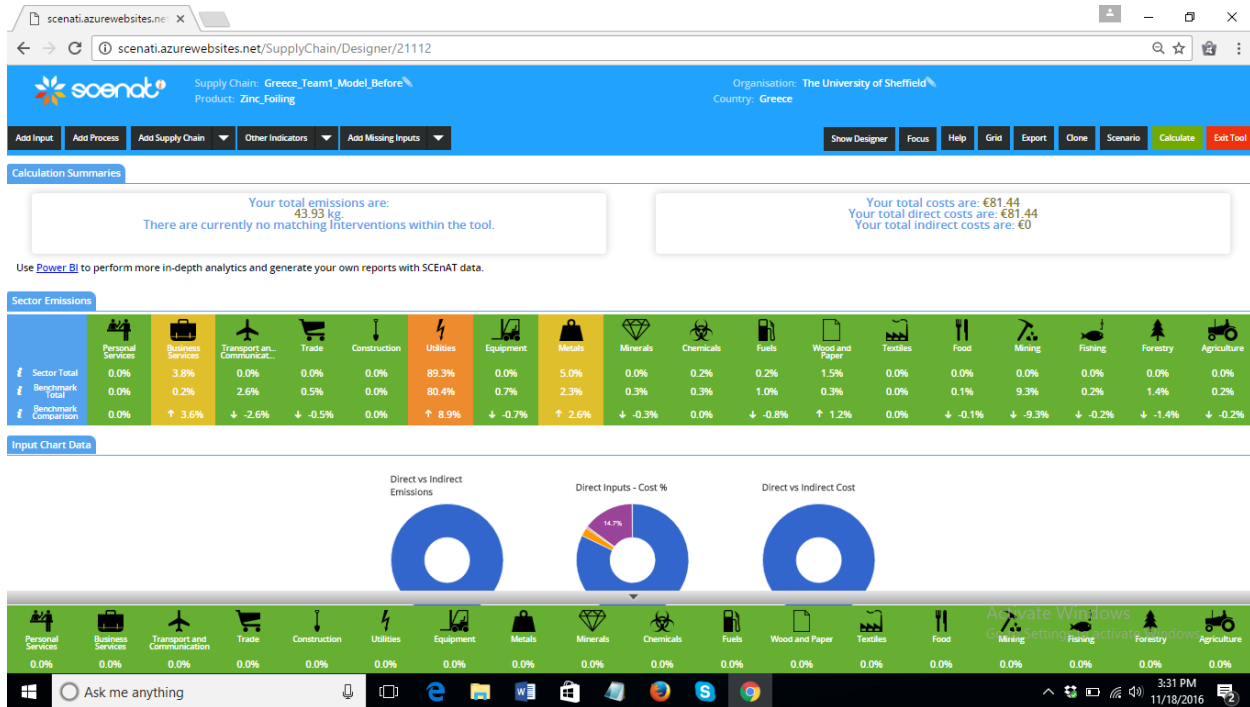 scenati.azurewebsites.ne
scenati.azurewebsites.net/SupplyChain/Designer/21112
scenat i
Supply Chain: Greece_Team1_Model_Before
Product: Zinc_Foiling
Organisation: The University of Sheffield
Country: Greece
Add Input Add Process Add Supply Chain Other Indicators Add Missing Inputs Show Designer Focus Help Grid Export Clone Scenario Calculate Exit Tool
Calculation Summaries
Your total emissions are:
43.93 kg.
There are currently no matching Interventions within the tool.
Your total costs are: €81.44
Your total direct costs are: €81.44
Your total indirect costs are: €0
Use Power BI to perform more in-depth analytics and generate your own reports with SCEnAT data.
Sector Emissions
Personal Services Business Services Transport an... Communicat... Trade Construction Utilities Equipment Metals Minerals Chemicals Fuels Wood and Paper Textiles Food Mining Fishing Forestry Agriculture
i Sector Total 0.0% 3.8% 0.0% 0.0% 0.0% 89.3% 0.0% 5.0% 0.0% 0.2% 0.2% 1.5% 0.0% 0.0% 0.0% 0.0% 0.0% 0.0%
i Benchmark Total 0.0% 0.2% 2.6% 0.5% 0.0% 80.4% 0.7% 2.3% 0.3% 0.3% 1.0% 0.3% 0.0% 0.1% 9.3% 0.2% 1.4% 0.2%
i Benchmark Comparison 0.0% ↑ 3.6% ↓ -2.6% ↓ -0.5% 0.0% ↑ 8.9% ↓ -0.7% ↑ 2.6% ↓ -0.3% 0.0% ↓ -0.8% ↑ 1.2% 0.0% ↓ -0.1% ↓ -9.3% ↓ -0.2% ↓ -1.4% ↓ -0.2%
Input Chart Data
Direct vs Indirect
Emissions
Direct Inputs - Cost %
Direct vs Indirect Cost
14.7%
Activate Windows
Personal Services Business Services Transport and Communication Trade Construction Utilities Equipment Metals Minerals Chemicals Fuels Wood and Paper Textiles Food Mining Fishing Forestry Agriculture
0.0% 0.0% 0.0% 0.0% 0.0% 0.0% 0.0% 0.0% 0.0% 0.0% 0.0% 0.0% 0.0% 0.0% 0.0% 0.0% 0.0% 0.0%
Ask me anything
3:31 PM
11/18/2016
2